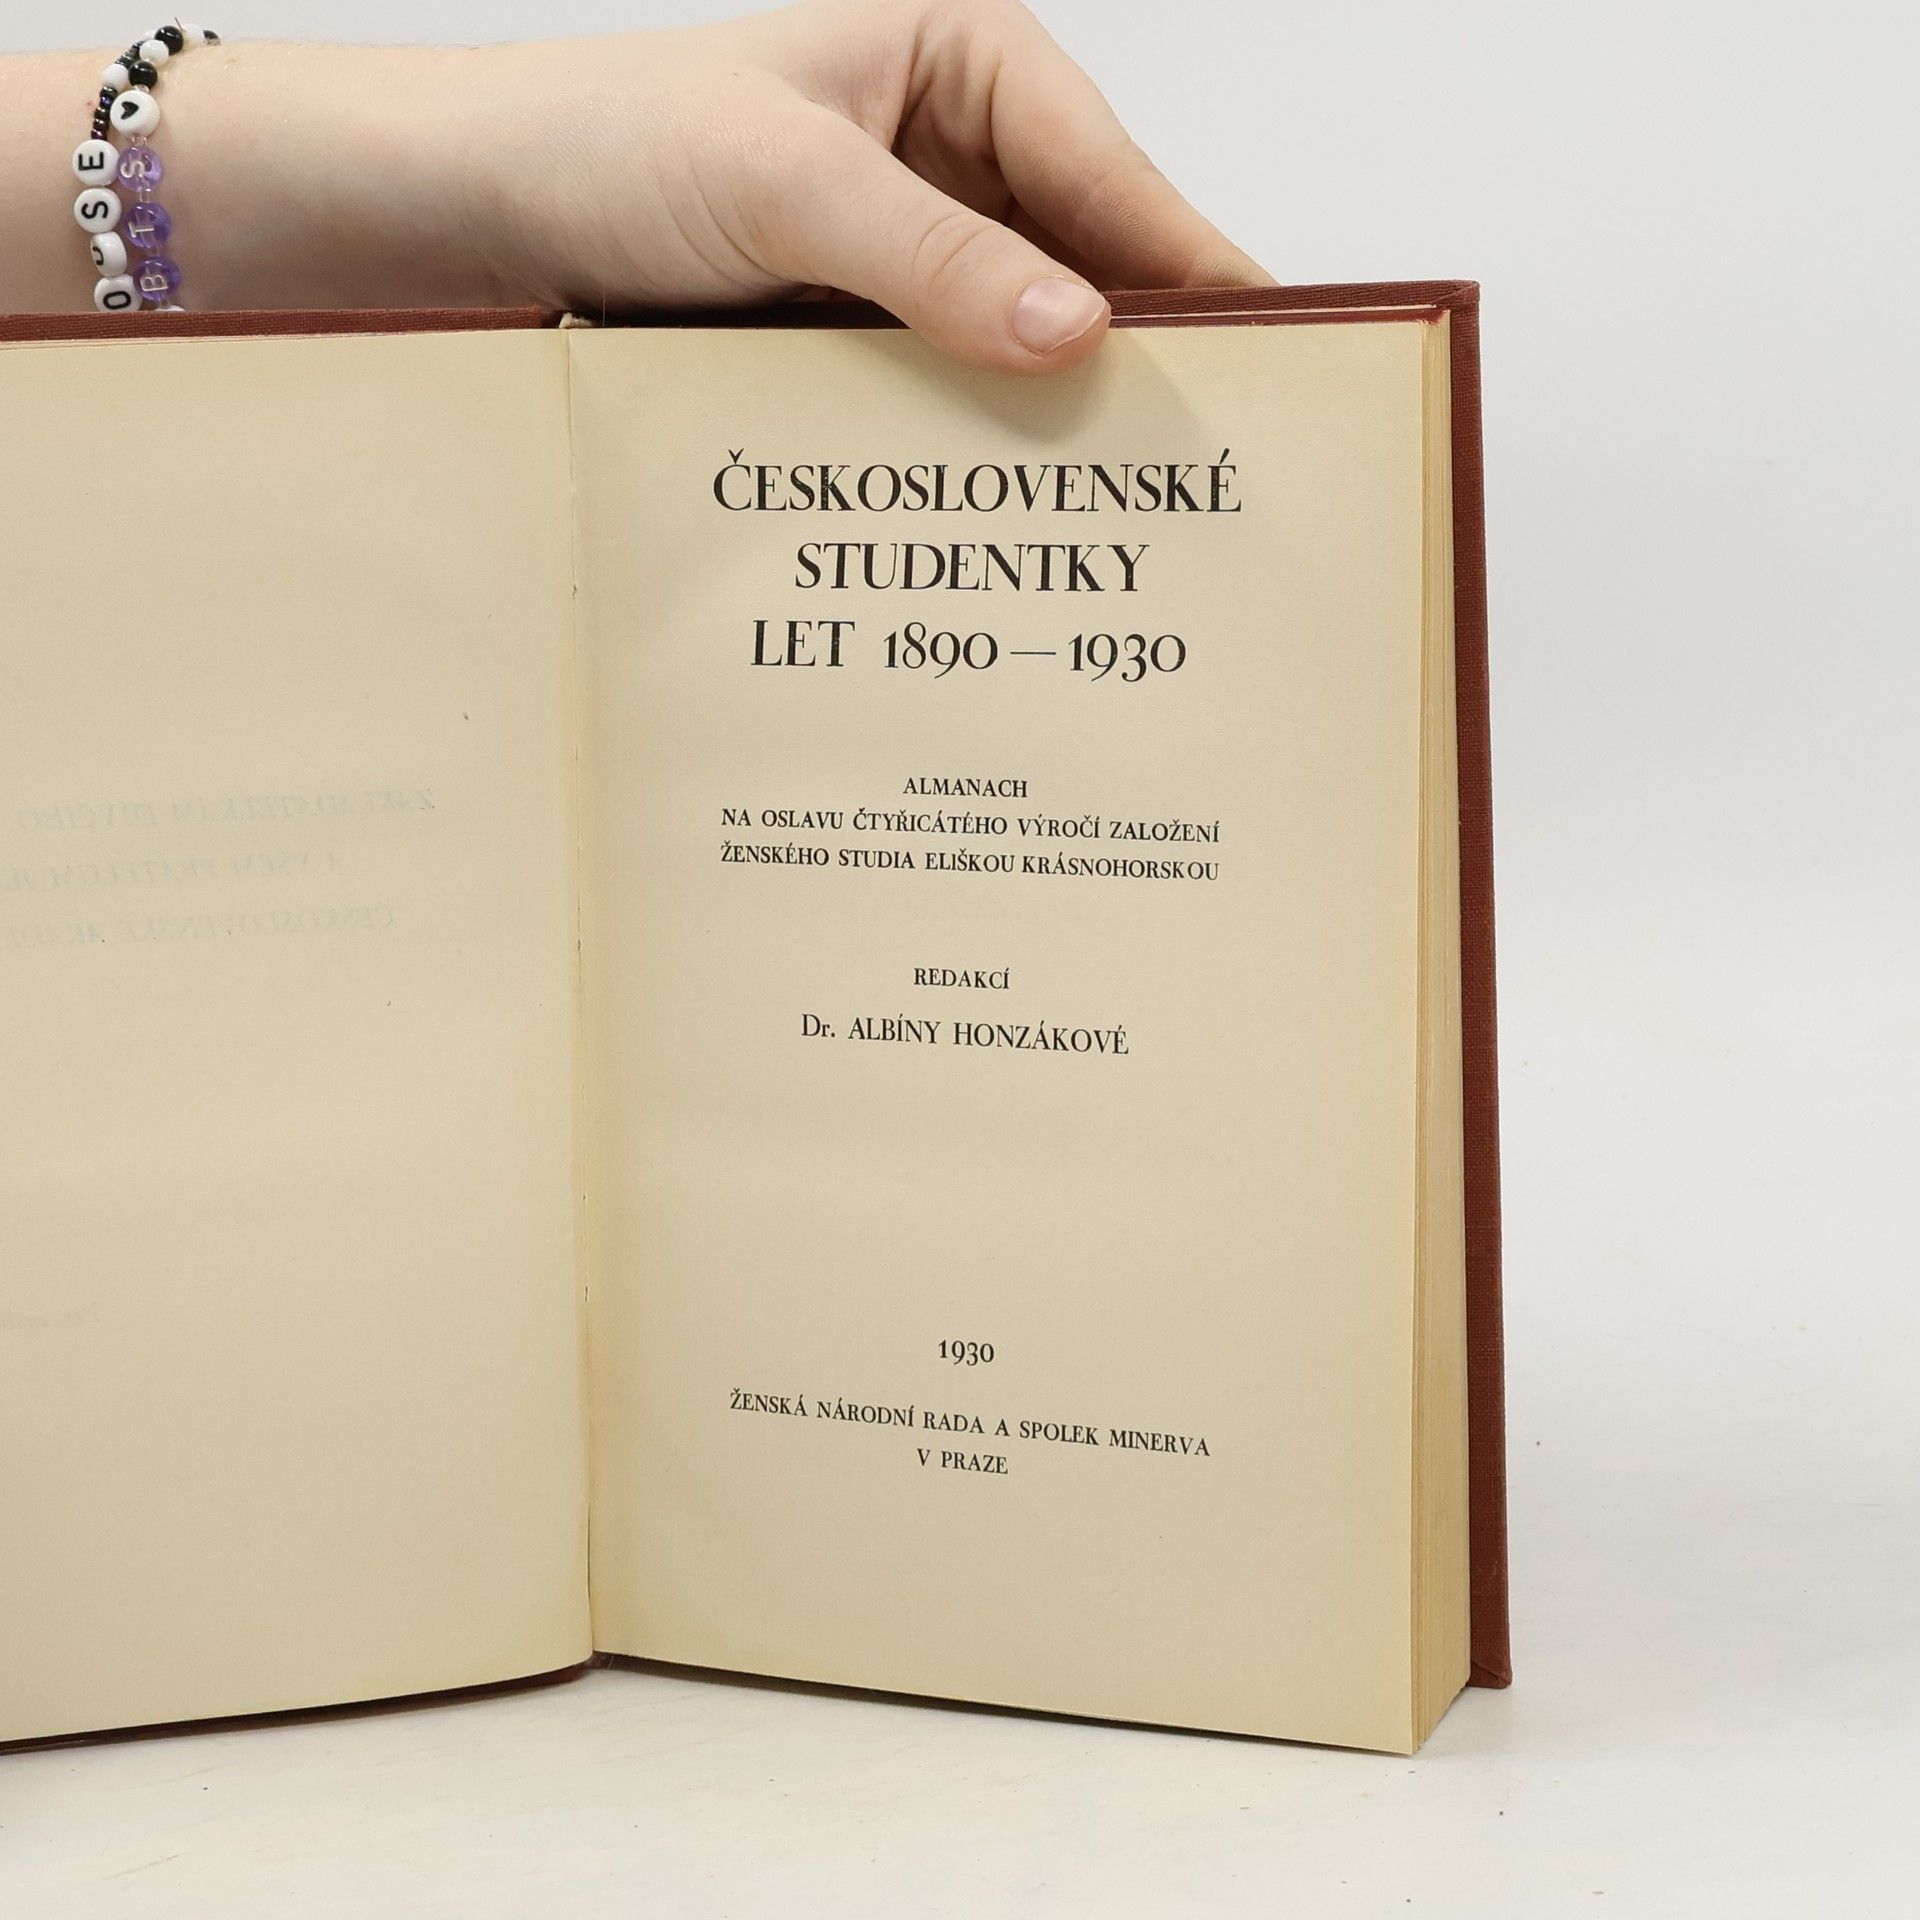 BTS
ČESKOSLOVENSKÉ
STUDENTKY
LET 1890—1930
ALMANACH
NA OSLAVU ČTYŘICÁTÉHO VÝROČÍ ZALOŽENÍ
ŽENSKÉHO STUDIA ELIŠKOU KRÁSNOHORSKOU
REDAKCÍ
Dr. ALBÍNY HONZÁKOVÉ
1930
ŽENSKÁ NÁRODNÍ RADA A SPOLEK MINERVA
V PRAZE